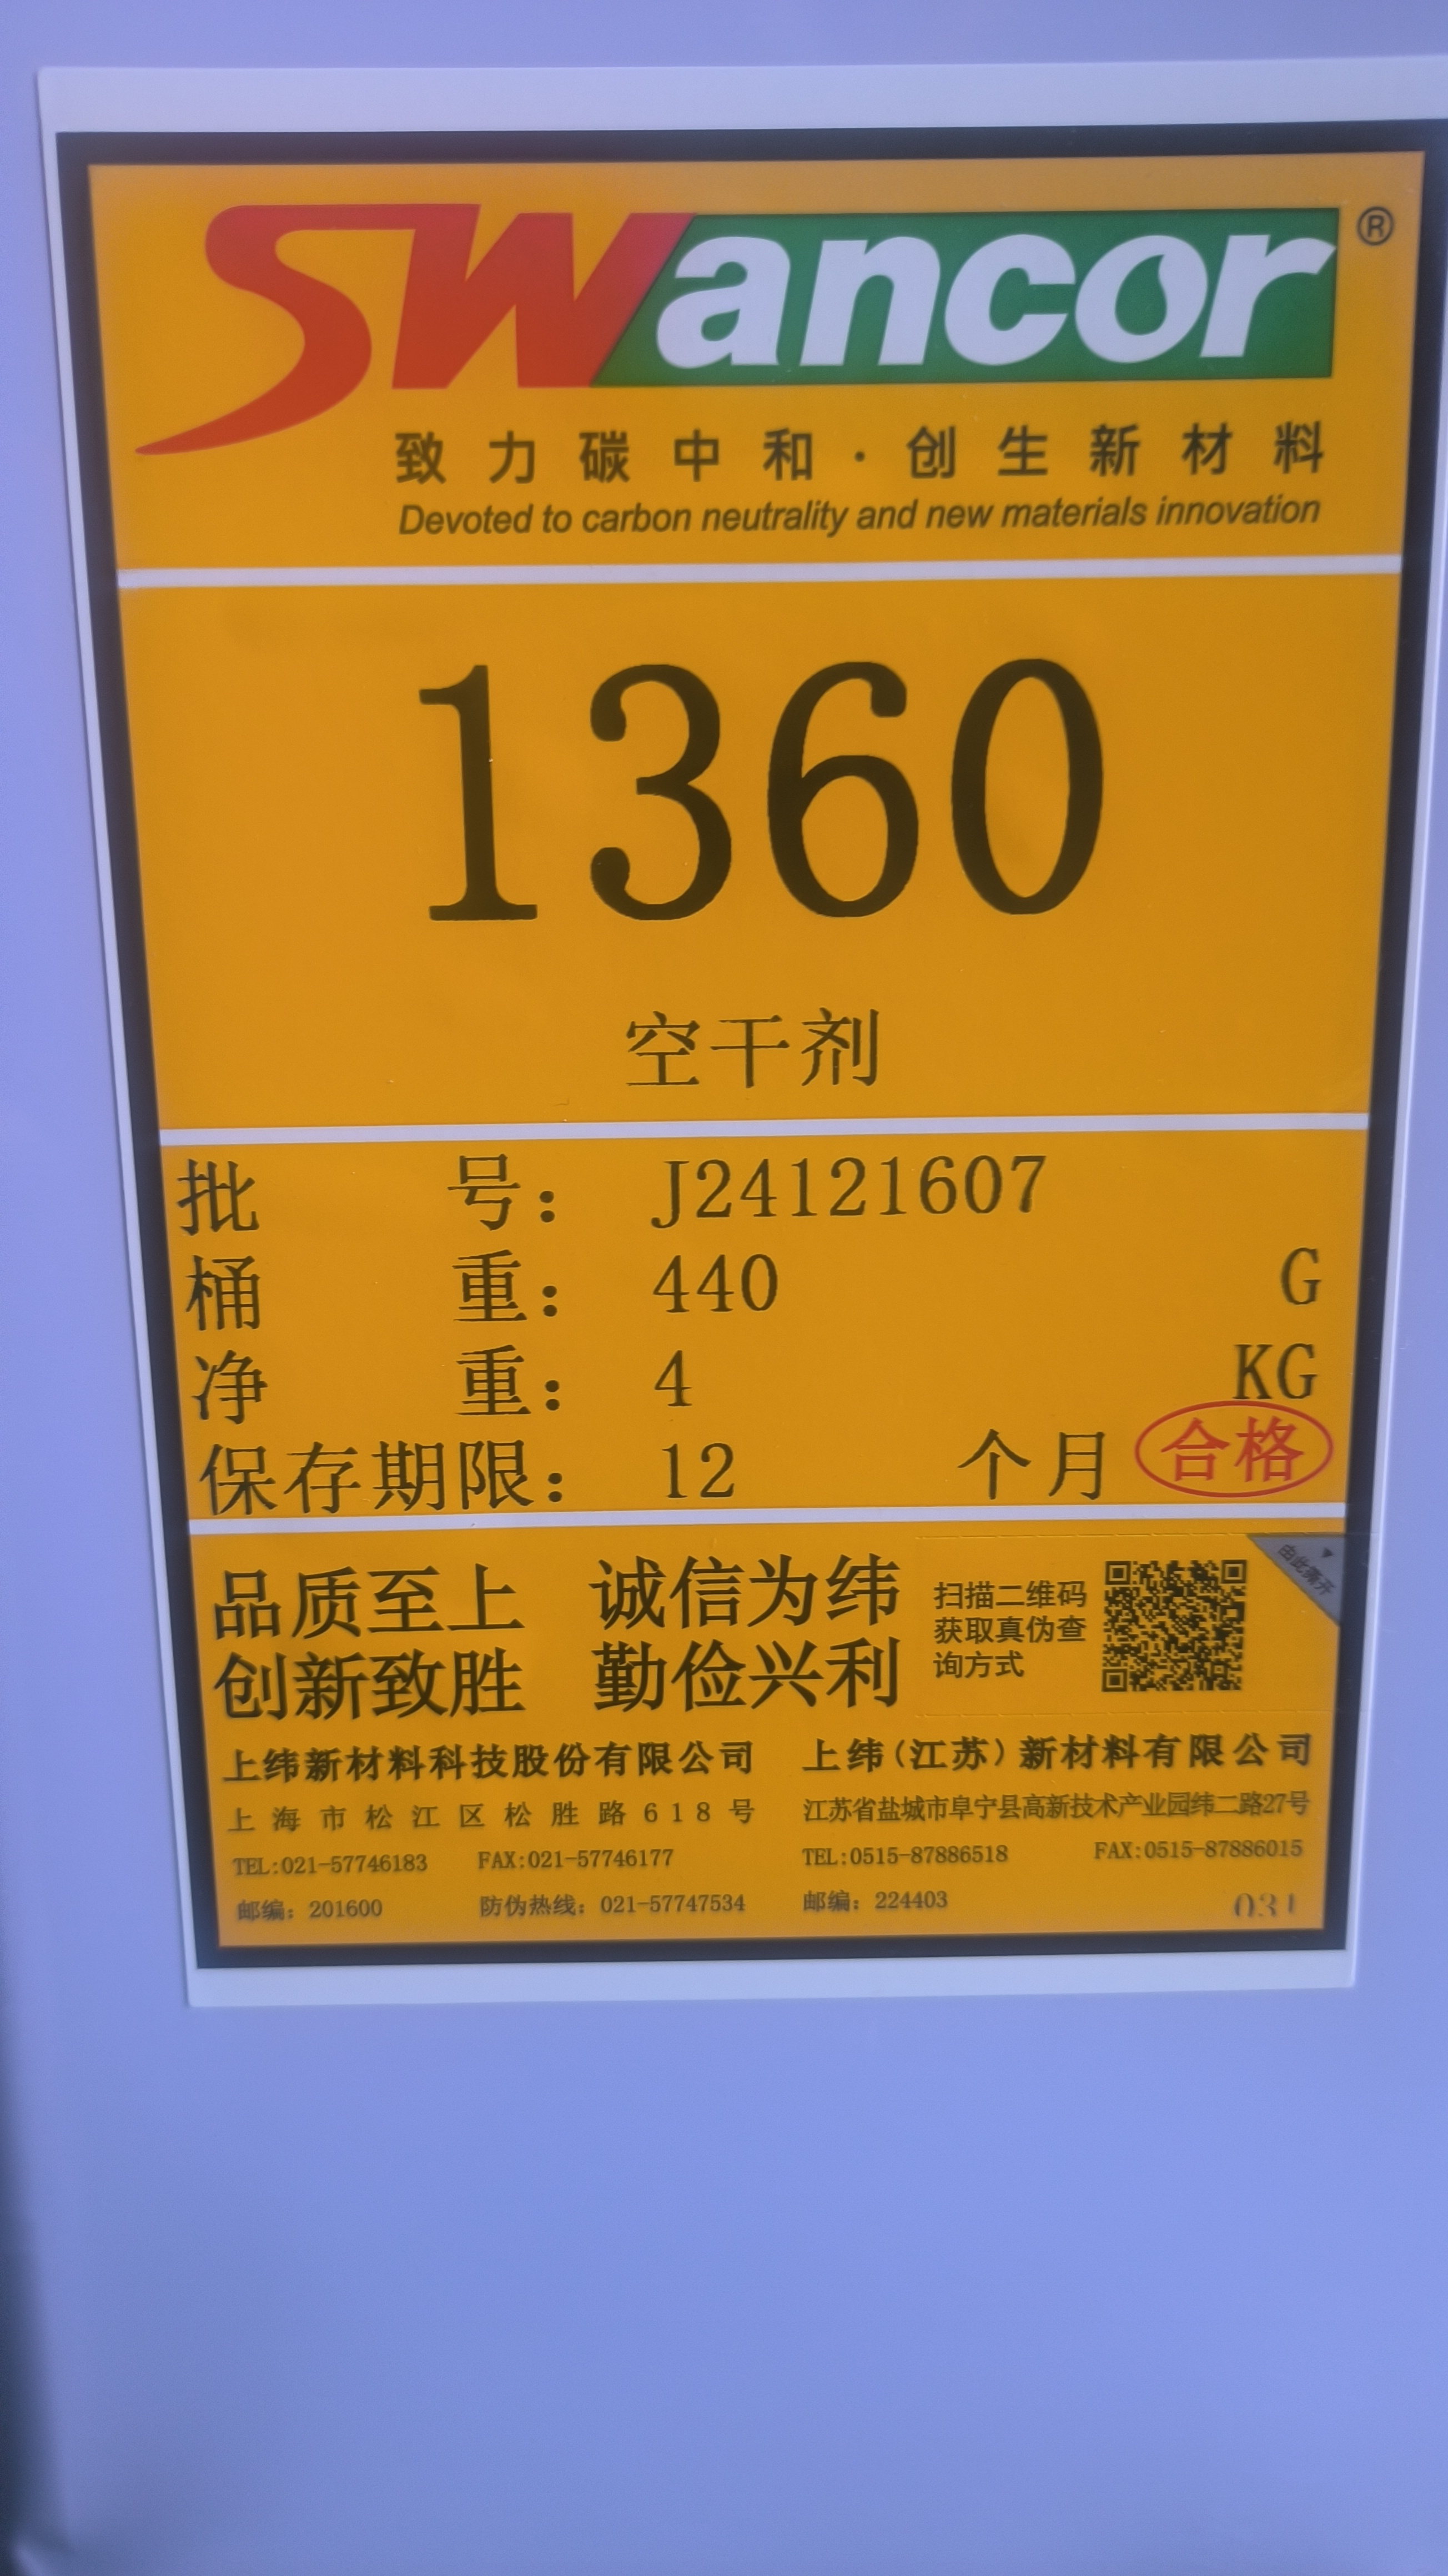 SWancor®
致力碳中和·创生新材料
Devoted to carbon neutrality and new materials innovation
1360
空干剂
批号： J24121607
桶重： 440 G
净重： 4 KG
保存期限： 12 个月 合格
品质至上 诚信为纬
创新致胜 勤俭兴利
扫描二维码
获取真伪查
询方式
由此揭开
上纬新材料科技股份有限公司
上海市松江区松胜路618号
TEL:021-57746183 FAX:021-57746177
邮编：201600 防伪热线：021-57747534
上纬(江苏)新材料有限公司
江苏省盐城市阜宁县高新技术产业园纬二路27号
TEL:0515-87886518 FAX:0515-87886015
邮编：224403